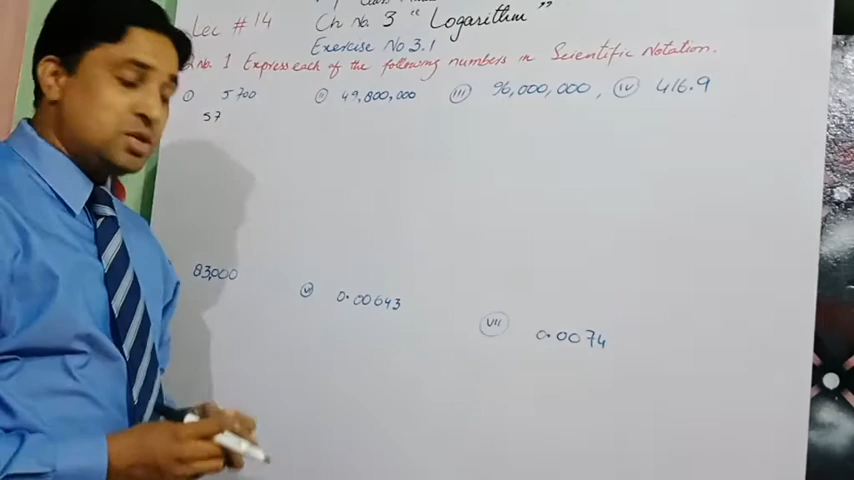 Lec # 14 Ch No. 3 " Logarithm "
Exercise No 3.1
No. 1 Express each of the following numbers in Scientific Notation.
(i) 5700 (ii) 49,800,000 (iii) 96,000,000 , (iv) 416.9
57
83,000 (v) 0.00643
(vii) 0.0074